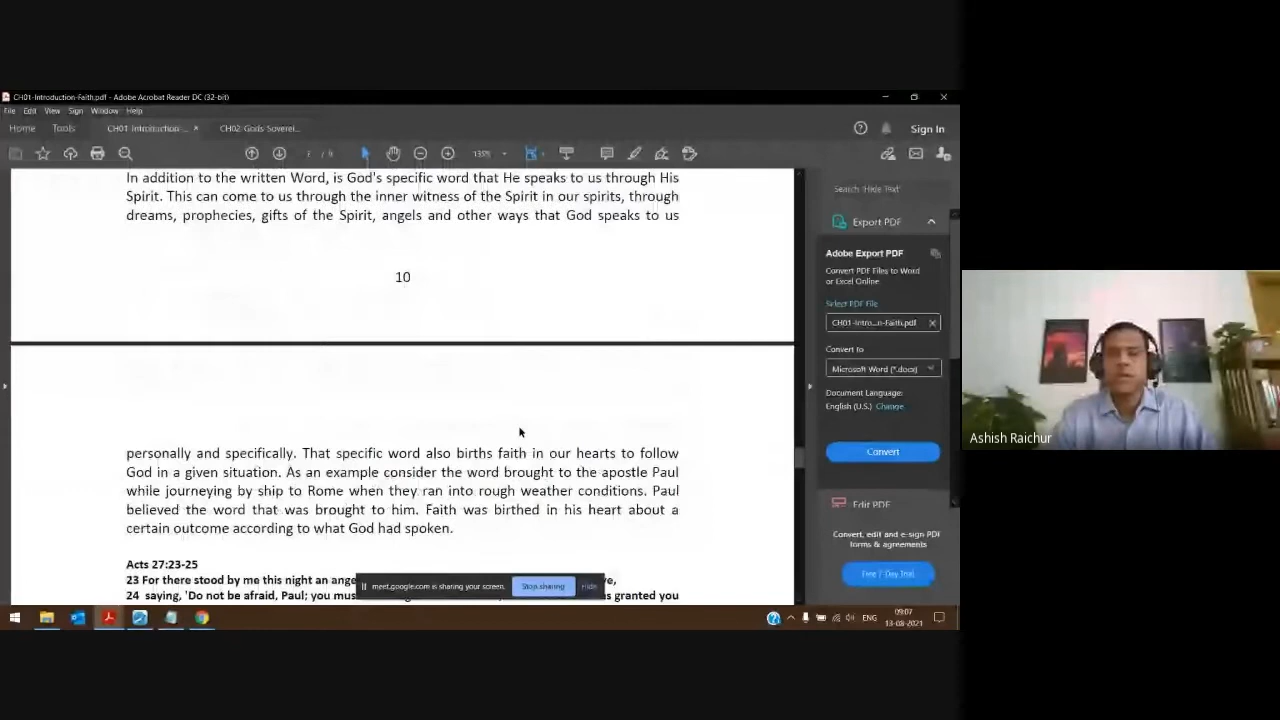 CH01-Introduction-Faith.pdf - Adobe Acrobat Reader DC (32-bit)
File Edit View Sign Window Help
Home Tools CH01 Introduction ... × CH02 Gods Soverei...
Sign In
135%
In addition to the written Word, is God's specific word that He speaks to us through His
Spirit. This can come to us through the inner witness of the Spirit in our spirits, through
dreams, prophecies, gifts of the Spirit, angels and other ways that God speaks to us
10
personally and specifically. That specific word also births faith in our hearts to follow
God in a given situation. As an example consider the word brought to the apostle Paul
while journeying by ship to Rome when they ran into rough weather conditions. Paul
believed the word that was brought to him. Faith was birthed in his heart about a
certain outcome according to what God had spoken.
Acts 27:23-25
23 For there stood by me this night an ange
24 saying, 'Do not be afraid, Paul; you mus
s granted you
meet.google.com is sharing your screen. Stop sharing Hide
Search 'Hide Text'
Export PDF
Adobe Export PDF
Convert PDF Files to Word
or Excel Online
Select PDF File
CH01-Intro...n-Faith.pdf ×
Convert to
Microsoft Word (*.docx)
Document Language:
English (U.S.) Change
Convert
Edit PDF
Convert, edit and e-sign PDF
forms & agreements
Free 7-Day Trial
ENG
09:07
13-08-2021
Ashish Raichur